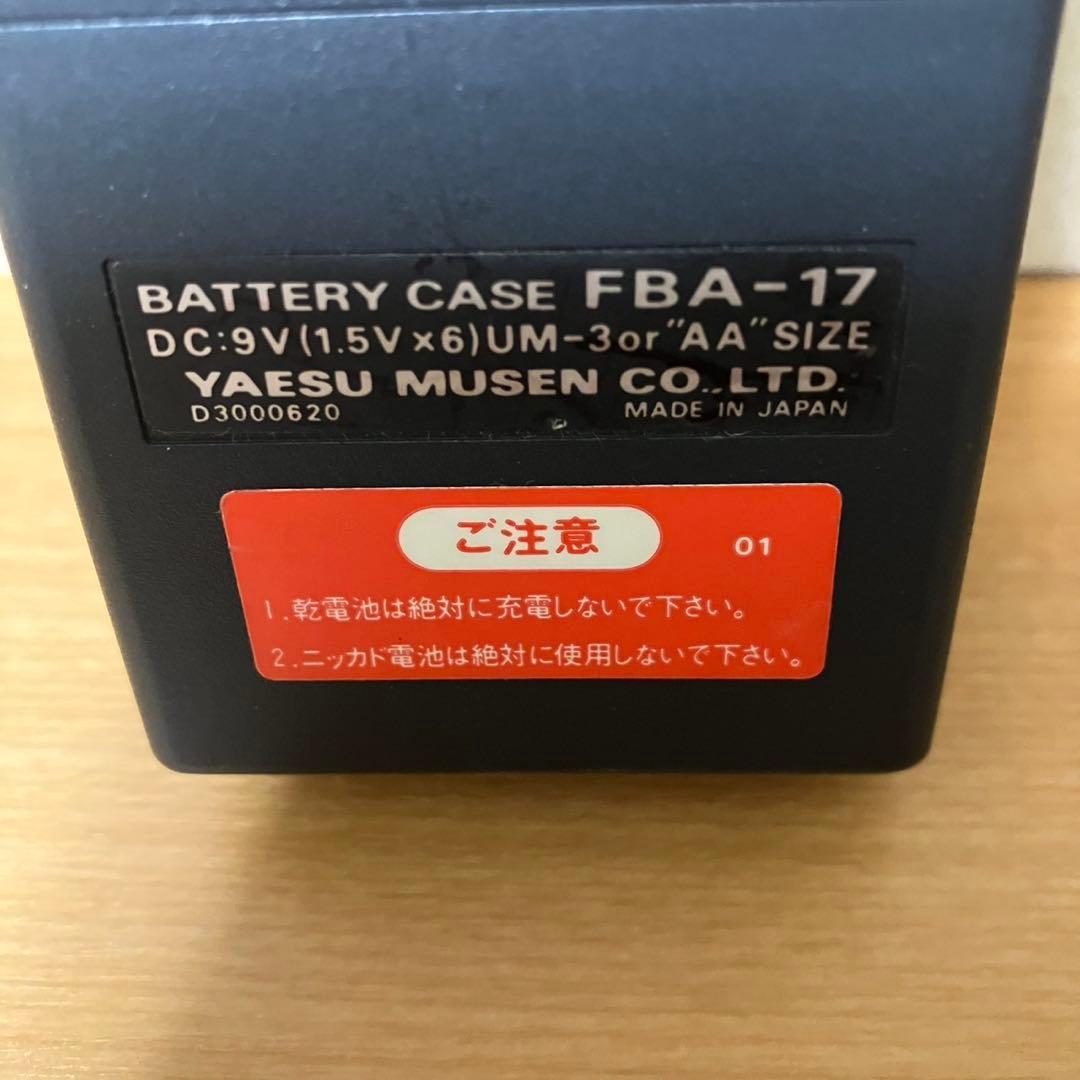 BATTERY CASE FBA-17
DC:9V(1.5V×6)UM-3or"AA"SIZE
YAESU MUSEN CO.,LTD.
D3000620 MADE IN JAPAN
ご注意 01
1.乾電池は絶対に充電しないで下さい。
2.ニッカド電池は絶対に使用しないで下さい。